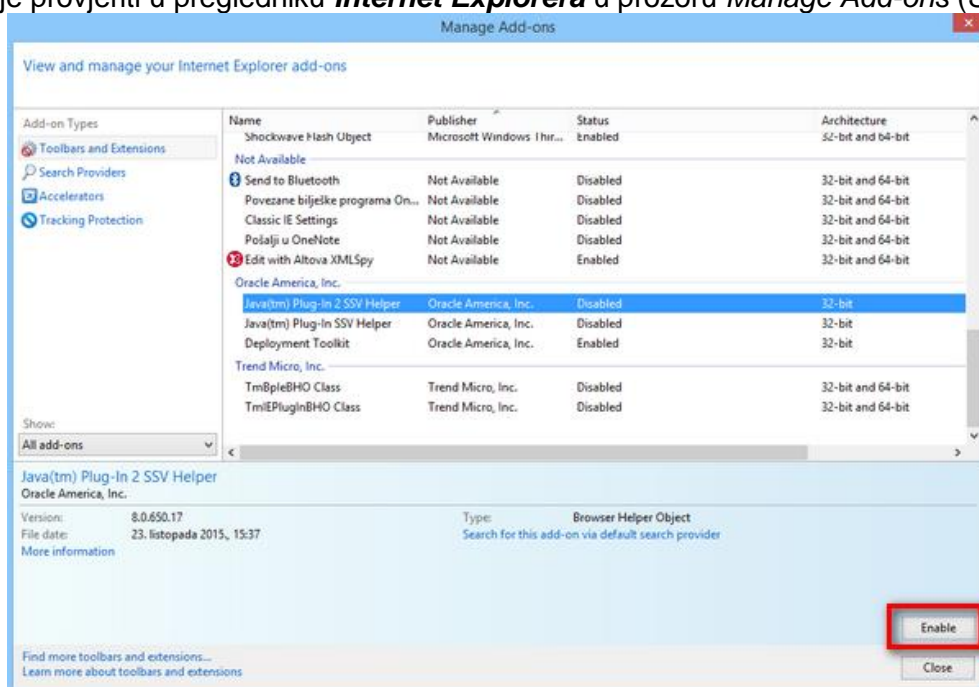 je provjeriti u pregledniku Internet Explorera u prozoru Manage Add-ons (
Manage Add-ons
View and manage your Internet Explorer add-ons
Add-on Types
Toolbars and Extensions
Search Providers
Accelerators
Tracking Protection
Show:
All add-ons
Name Publisher Status Architecture
Shockwave Flash Object Microsoft Windows Thir... Enabled 32-bit and 64-bit
Not Available
Send to Bluetooth Not Available Disabled 32-bit and 64-bit
Povezane bilješke programa On... Not Available Disabled 32-bit and 64-bit
Classic IE Settings Not Available Disabled 32-bit and 64-bit
Pošalji u OneNote Not Available Disabled 32-bit and 64-bit
Edit with Altova XMLSpy Not Available Enabled 32-bit and 64-bit
Oracle America, Inc.
Java(tm) Plug-In 2 SSV Helper Oracle America, Inc. Disabled 32-bit
Java(tm) Plug-In SSV Helper Oracle America, Inc. Disabled 32-bit
Deployment Toolkit Oracle America, Inc. Enabled 32-bit
Trend Micro, Inc.
TmBpIeBHO Class Trend Micro, Inc. Disabled 32-bit and 64-bit
TmIEPlugInBHO Class Trend Micro, Inc. Disabled 32-bit and 64-bit
Java(tm) Plug-In 2 SSV Helper
Oracle America, Inc.
Version: 8.0.650.17 Type: Browser Helper Object
File date: 23. listopada 2015., 15:37 Search for this add-on via default search provider
More information
Enable
Find more toolbars and extensions...
Learn more about toolbars and extensions
Close